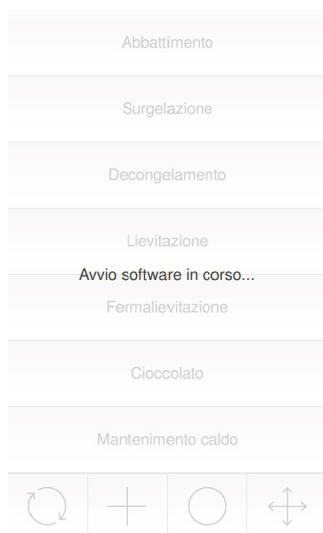 Abbattimento
Surgelazione
Decongelamento
Lievitazione
Avvio software in corso...
Fermalievitazione
Cioccolato
Mantenimento caldo